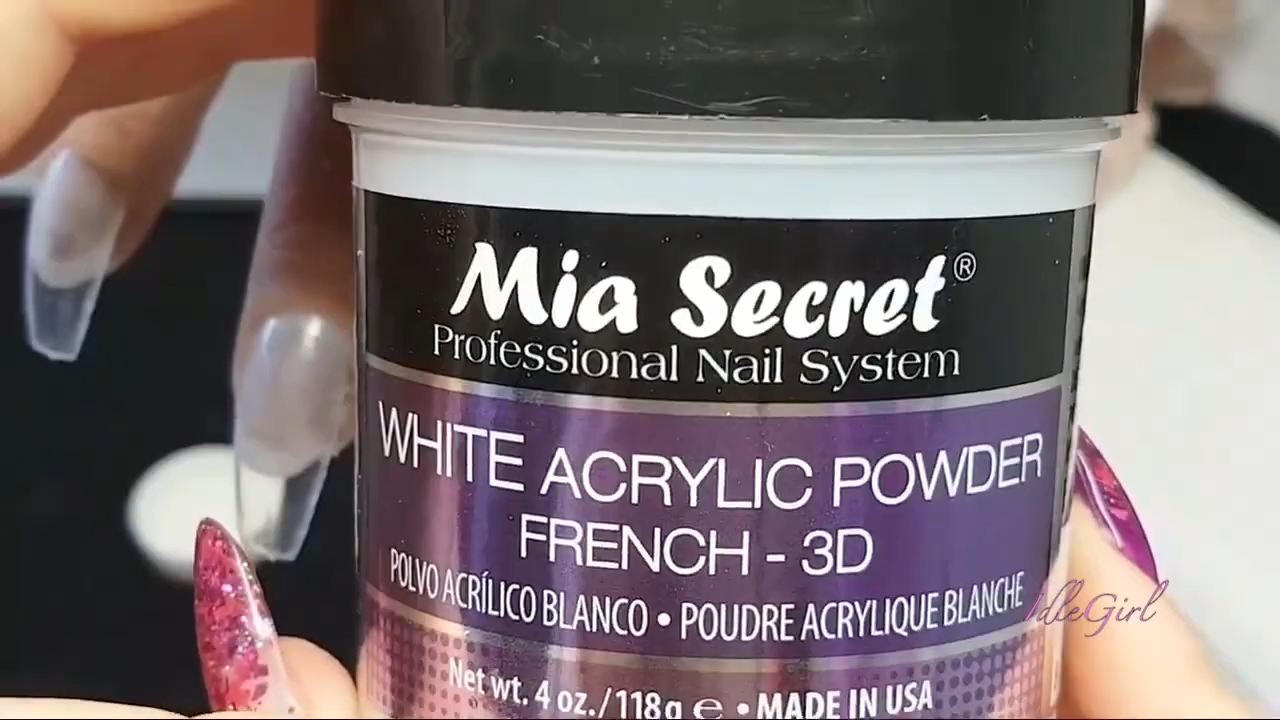 Mia Secret®
Professional Nail System
WHITE ACRYLIC POWDER
FRENCH - 3D
POLVO ACRÍLICO BLANCO • POUDRE ACRYLIQUE BLANCHE
IdleGirl
Net wt. 4 oz./118g e • MADE IN USA